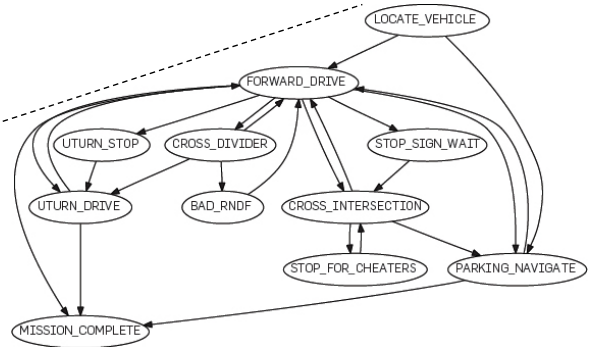 LOCATE_VEHICLE
FORWARD_DRIVE
UTURN_STOP
CROSS_DIVIDER
STOP_SIGN_WAIT
UTURN_DRIVE
BAD_RNDF
CROSS_INTERSECTION
STOP_FOR_CHEATERS
PARKING_NAVIGATE
MISSION_COMPLETE